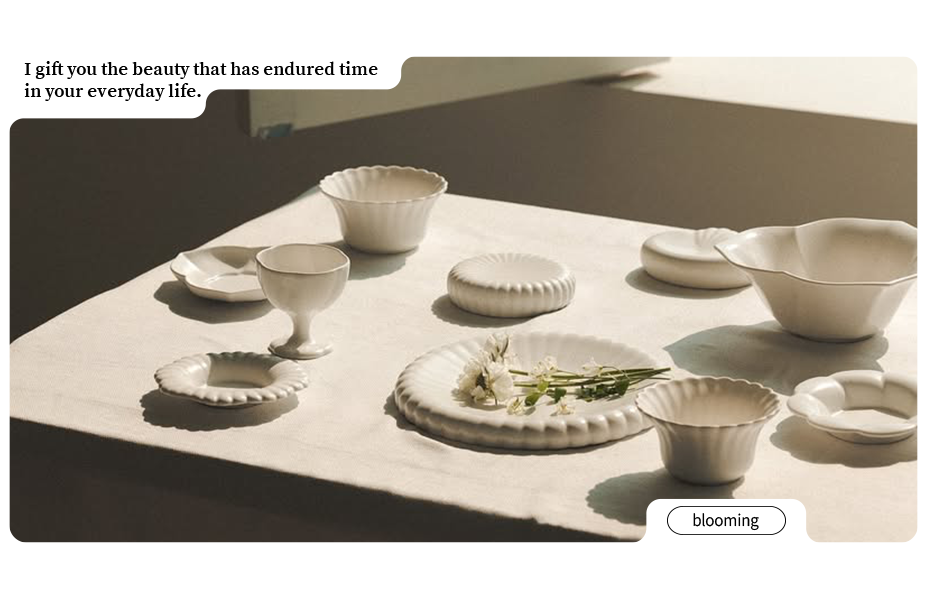 I gift you the beauty that has endured time
in your everyday life.
blooming